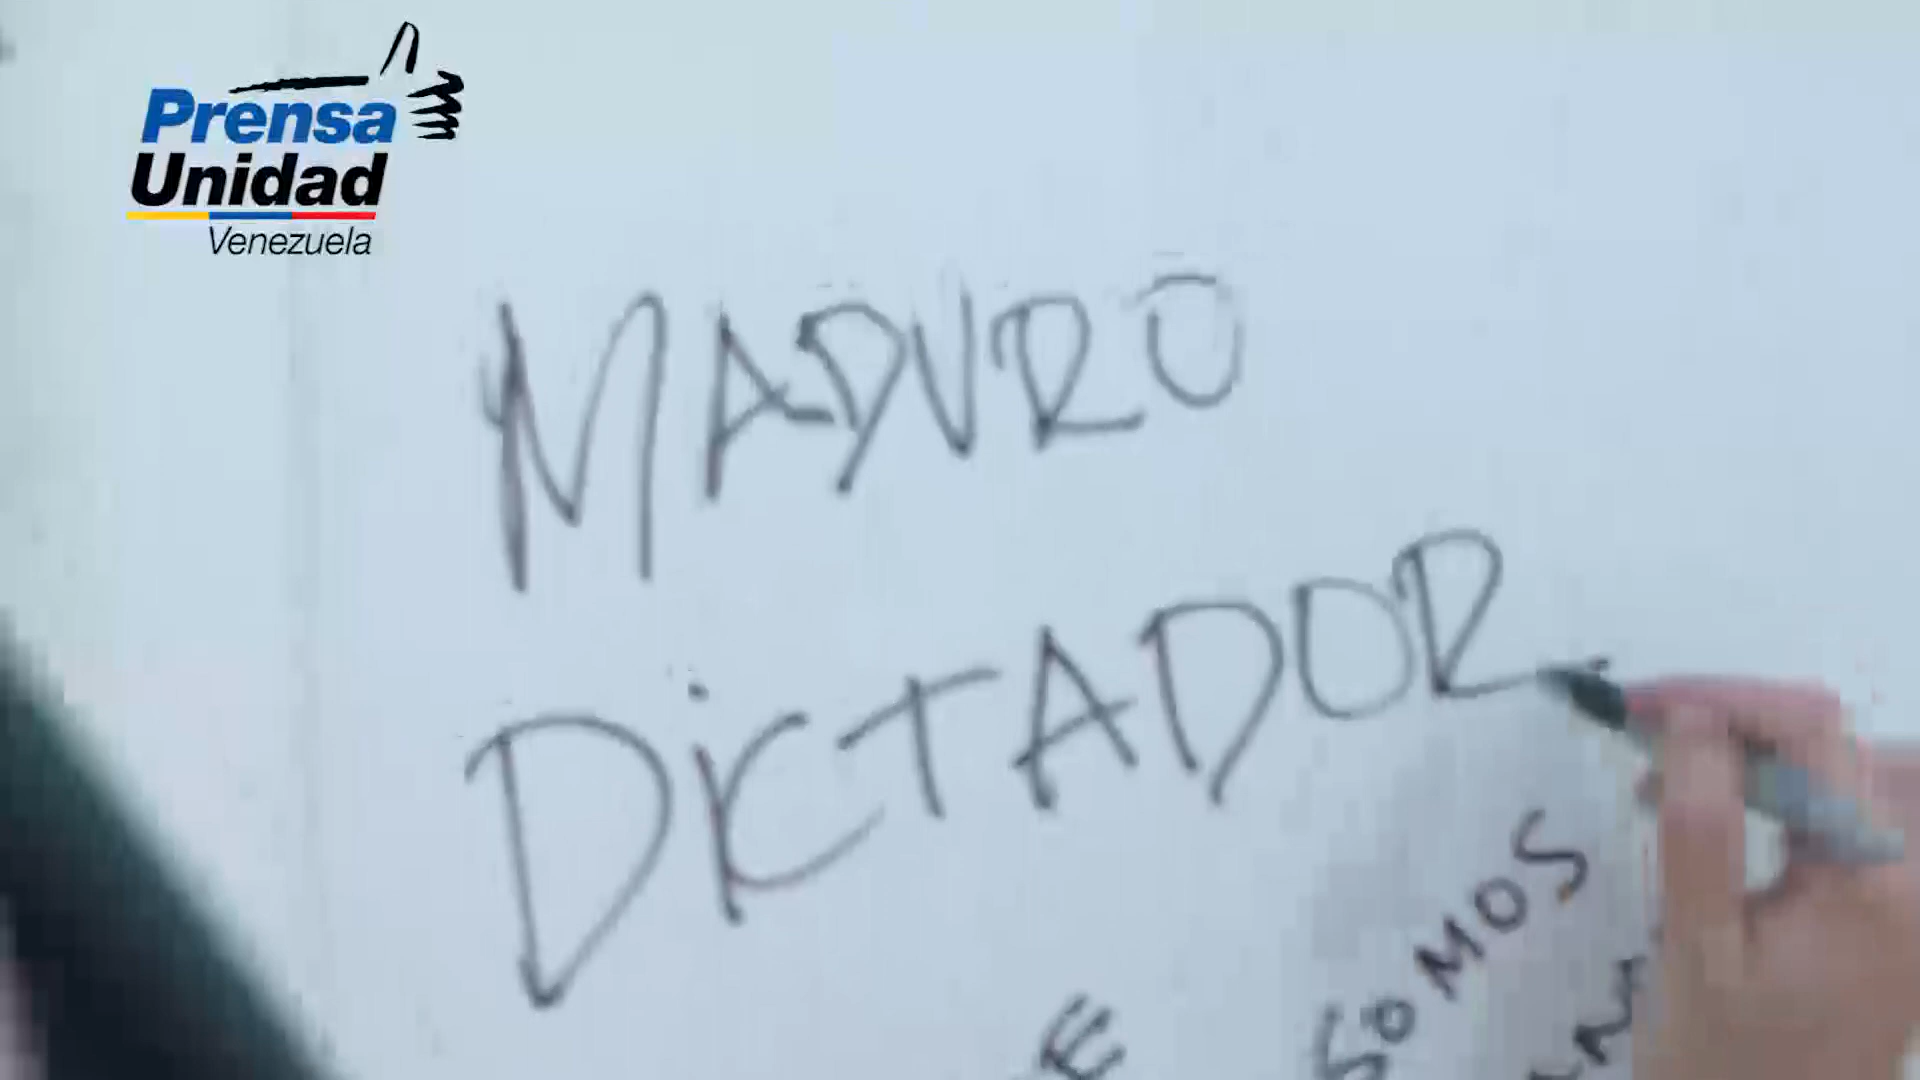 Prensa
Unidad
Venezuela
MADURO
DiCTADOR
SOMOS
E